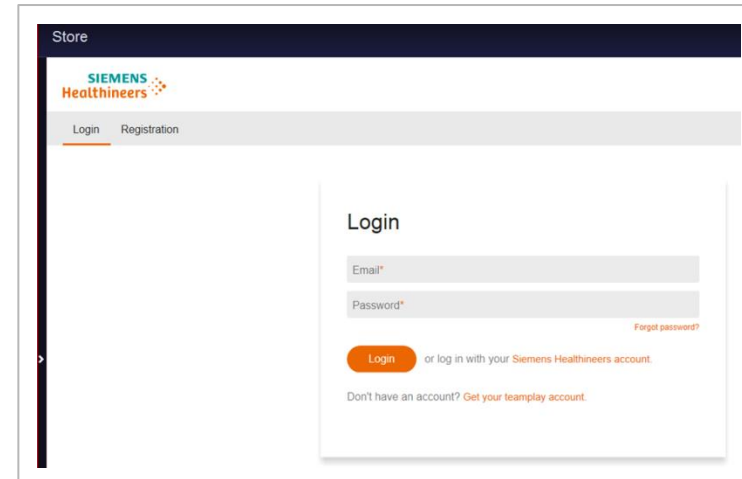 Store
SIEMENS
Healthineers
Login Registration
Login
Email*
Password*
Forgot password?
Login or log in with your Siemens Healthineers account.
Don't have an account? Get your teamplay account.